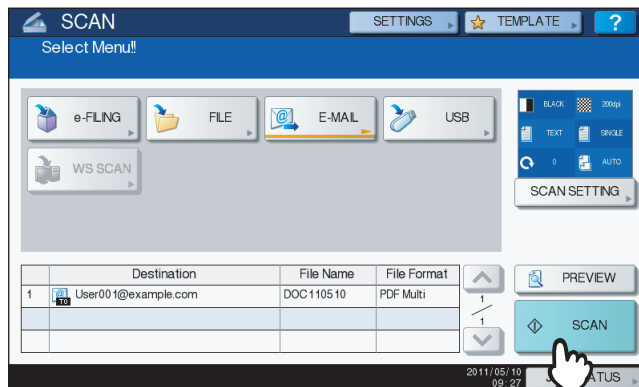 SCAN
SETTINGS
TEMPLATE
?
Select Menu!!
e-FILING
FILE
E-MAIL
USB
WS SCAN
BLACK
200dpi
TEXT
SINGLE
0
AUTO
SCAN SETTING
Destination File Name File Format
1 TO User001@example.com DOC110510 PDF Multi
1
1
PREVIEW
SCAN
2011/05/10
09:27
ATUS